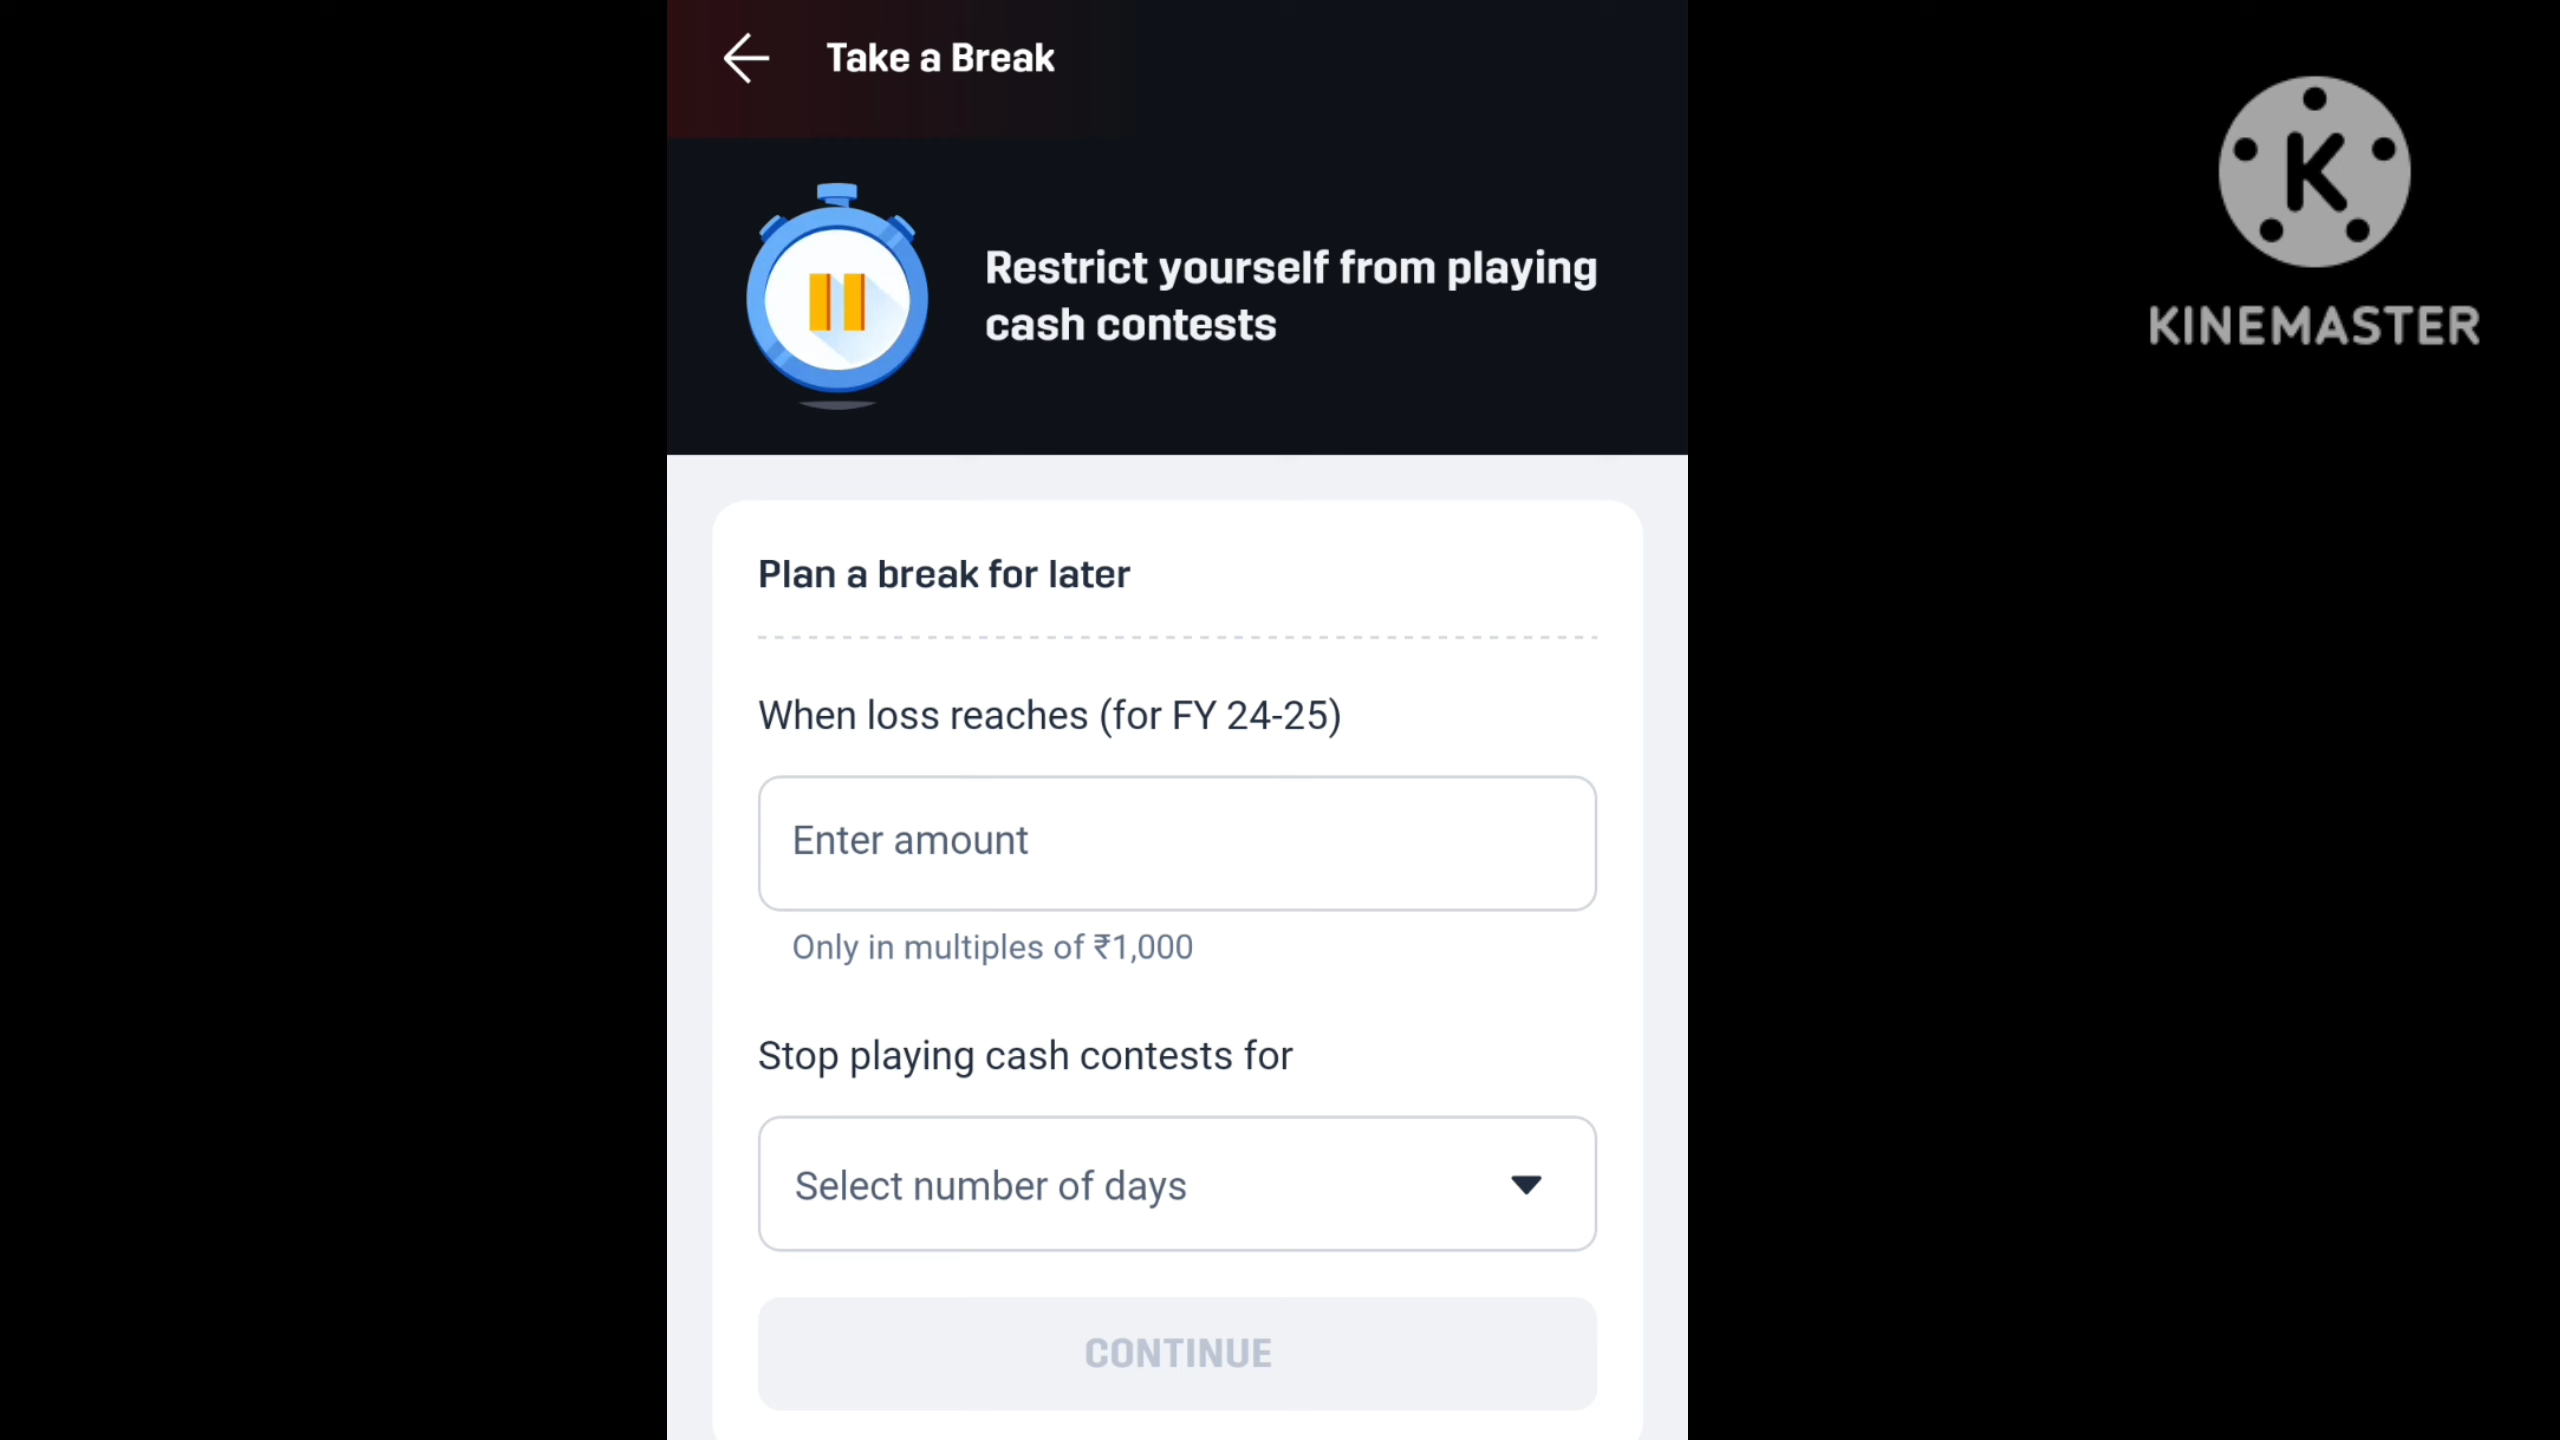 Take a Break
Restrict yourself from playing
cash contests
K
KINEMASTER
Plan a break for later
When loss reaches (for FY 24-25)
Enter amount
Only in multiples of ₹1,000
Stop playing cash contests for
Select number of days
CONTINUE